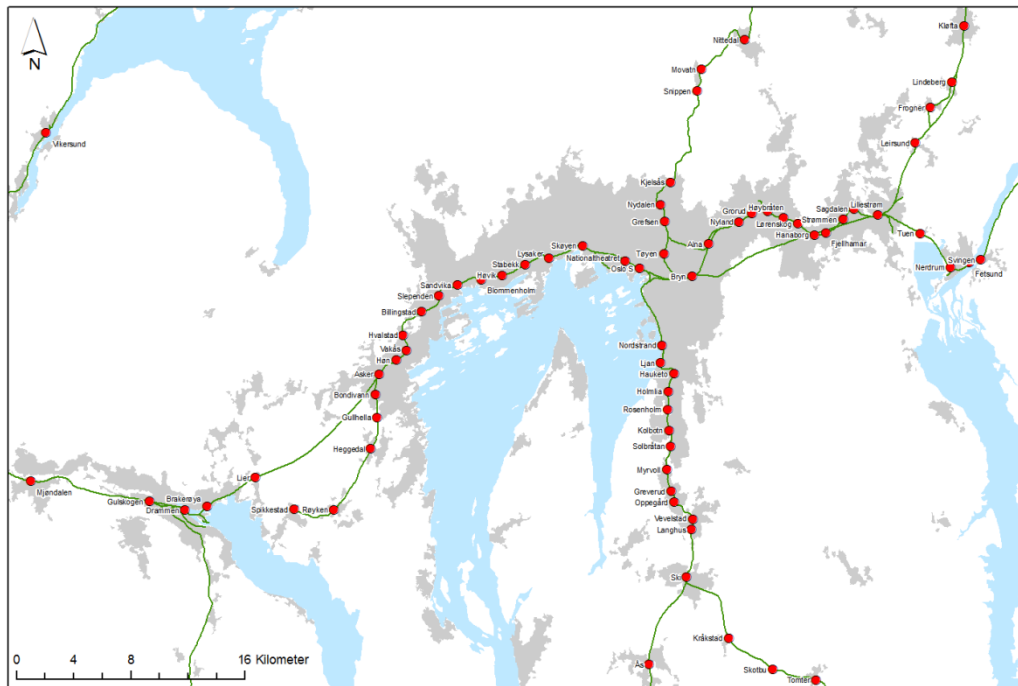 Kløfta
Nittedal
N
Movatn
Snippen
Lindeberg
Frogner
Vikersund
Leirsund
Kjelsås
Nydalen
Grefsen
Grorud
Høybråten
Nyland
Lørenskog
Sagdalen
Lillestrøm
Strømmen
Hanaborg
Fjellhamar
Tuen
Alna
Skøyen
Lysaker
Nationaltheatret
Tøyen
Stabekk
Oslo S
Bryn
Svingen
Nerdrum
Fetsund
Høvik
Sandvika
Blommenholm
Slependen
Billingstad
Hvalstad
Vakås
Høn
Nordstrand
Ljan
Asker
Hauketo
Bondivann
Holmlia
Gullhella
Rosenholm
Kolbotn
Heggedal
Solbråtan
Myrvoll
Lier
Mjøndalen
Greverud
Gulskogen
Brakerøya
Oppegård
Drammen
Spikkestad
Røyken
Vevelstad
Langhus
Ski
Kråkstad
Ås
Skotbu
Tomter
0 4 8 16 Kilometer